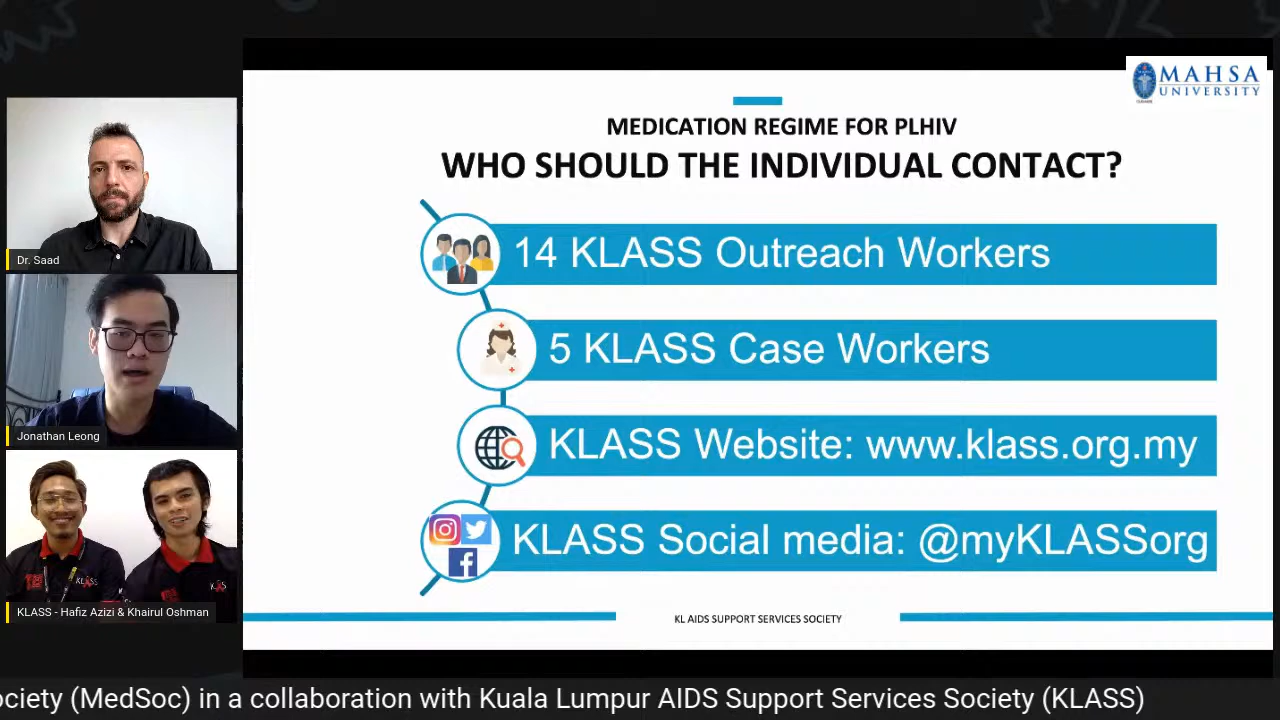 MAHSA
UNIVERSITY
MEDICATION REGIME FOR PLHIV
WHO SHOULD THE INDIVIDUAL CONTACT?
14 KLASS Outreach Workers
5 KLASS Case Workers
KLASS Website: www.klass.org.my
KLASS Social media: @myKLASSorg
KL AIDS SUPPORT SERVICES SOCIETY
Dr. Saad
Jonathan Leong
KLASS - Hafiz Azizi & Khairul Oshman
ociety (MedSoc) in a collaboration with Kuala Lumpur AIDS Support Services Society (KLASS)